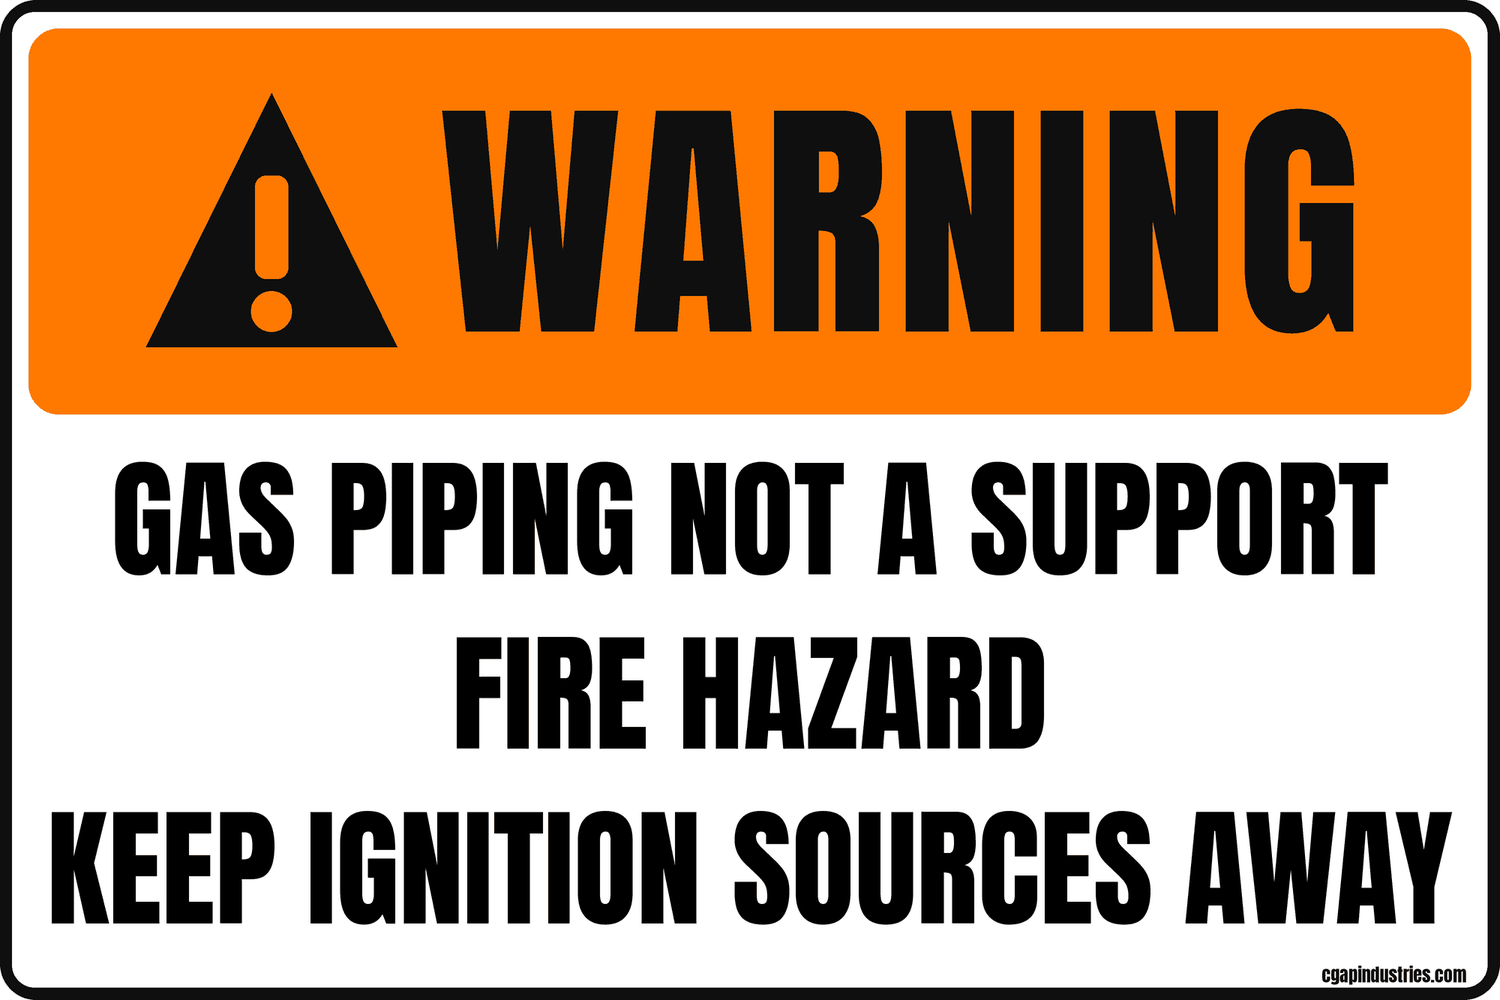 WARNING
GAS PIPING NOT A SUPPORT
FIRE HAZARD
KEEP IGNITION SOURCES AWAY
cgapindustries.com